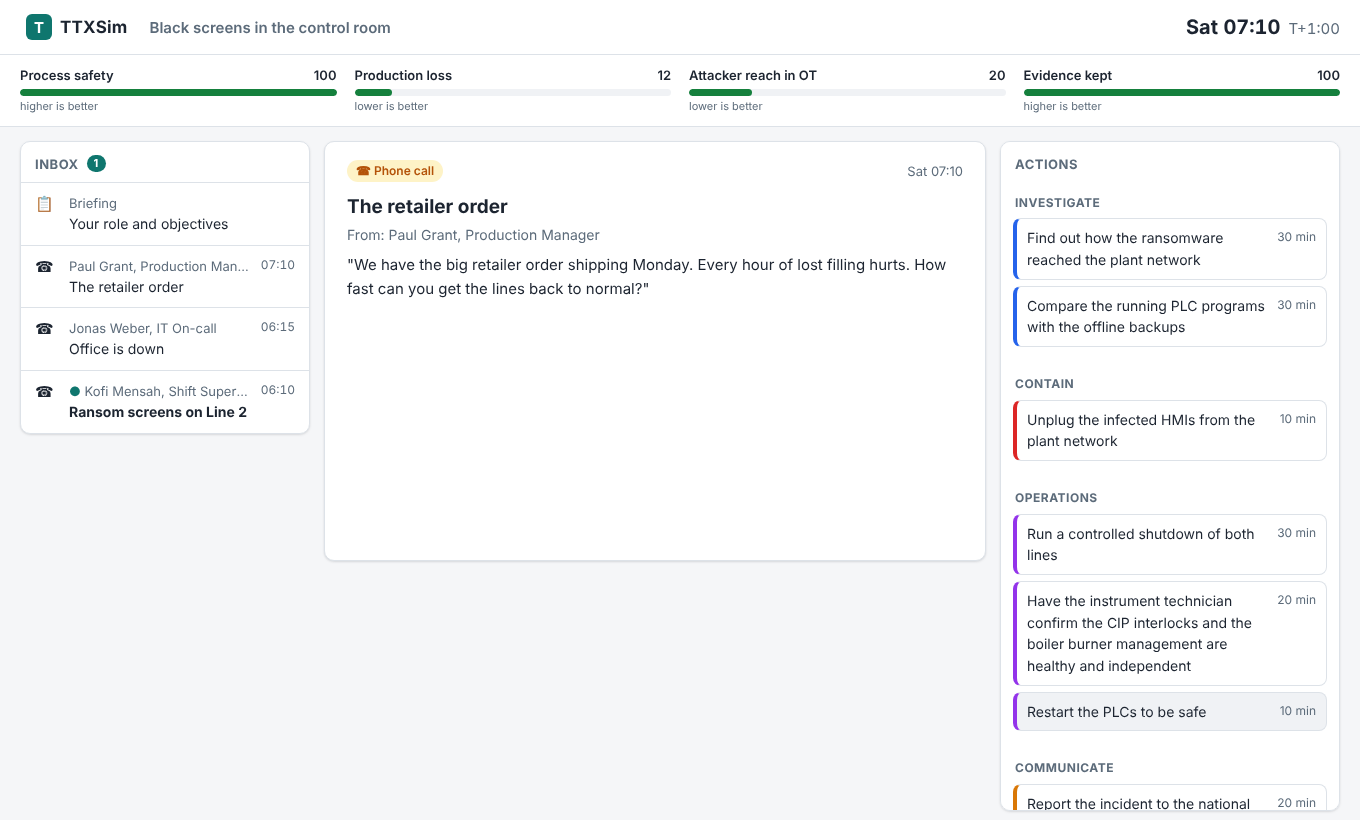 T TTXSim Black screens in the control room Sat 07:10 T+1:00
Process safety 100
higher is better
Production loss 12
lower is better
Attacker reach in OT 20
lower is better
Evidence kept 100
higher is better
INBOX 1
Briefing
Your role and objectives
Paul Grant, Production Man... 07:10
The retailer order
Jonas Weber, IT On-call 06:15
Office is down
Kofi Mensah, Shift Super... 06:10
Ransom screens on Line 2
Phone call Sat 07:10
The retailer order
From: Paul Grant, Production Manager
"We have the big retailer order shipping Monday. Every hour of lost filling hurts. How
fast can you get the lines back to normal?"
ACTIONS
INVESTIGATE
Find out how the ransomware 30 min
reached the plant network
Compare the running PLC programs 30 min
with the offline backups
CONTAIN
Unplug the infected HMIs from the 10 min
plant network
OPERATIONS
Run a controlled shutdown of both 30 min
lines
Have the instrument technician 20 min
confirm the CIP interlocks and the
boiler burner management are
healthy and independent
Restart the PLCs to be safe 10 min
COMMUNICATE
Report the incident to the national 20 min